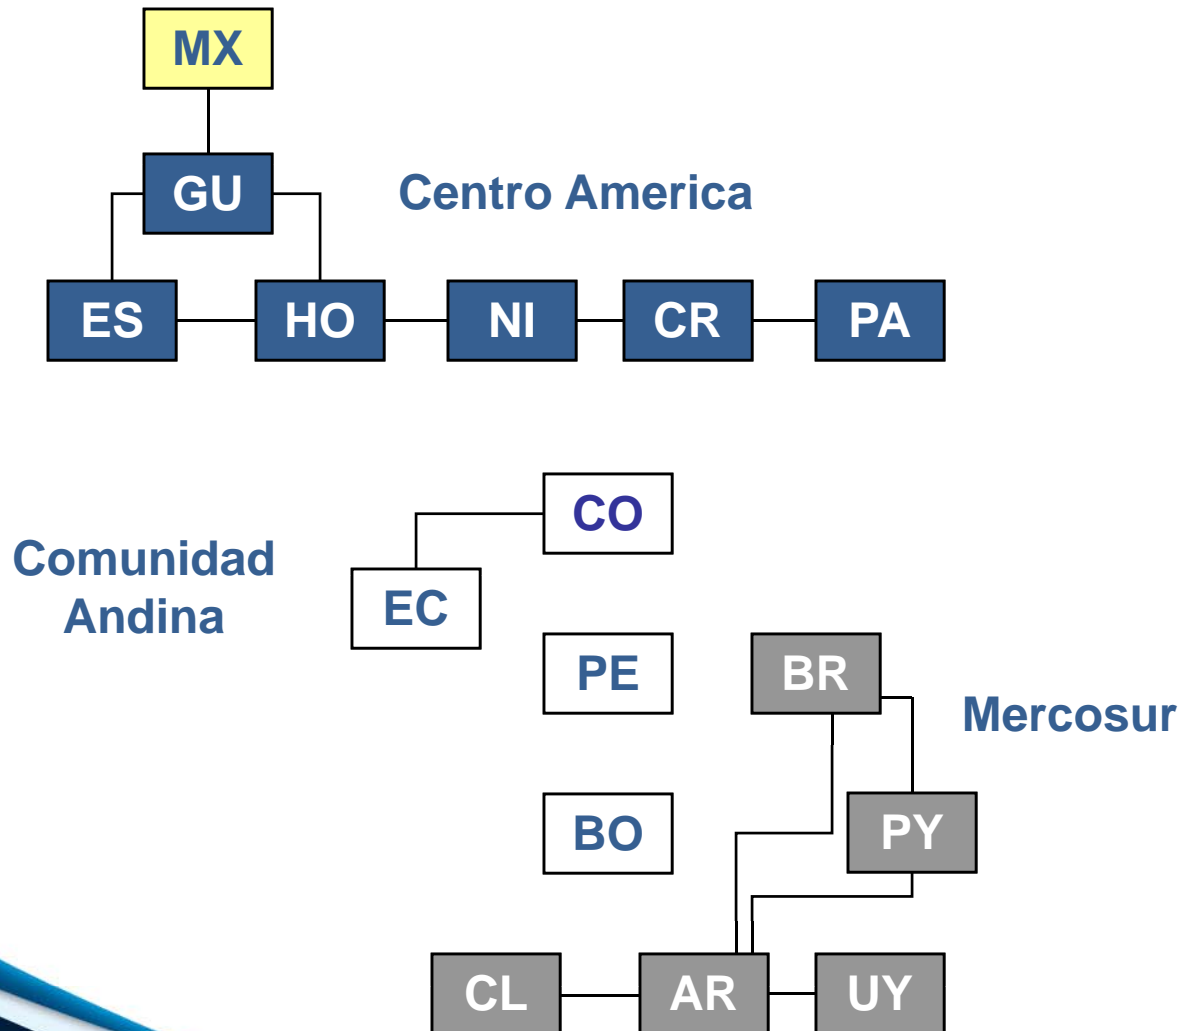 MX
GU
Centro America
ES
HO
NI
CR
PA
CO
Comunidad
Andina
EC
PE
BR
Mercosur
BO
PY
CL
AR
UY